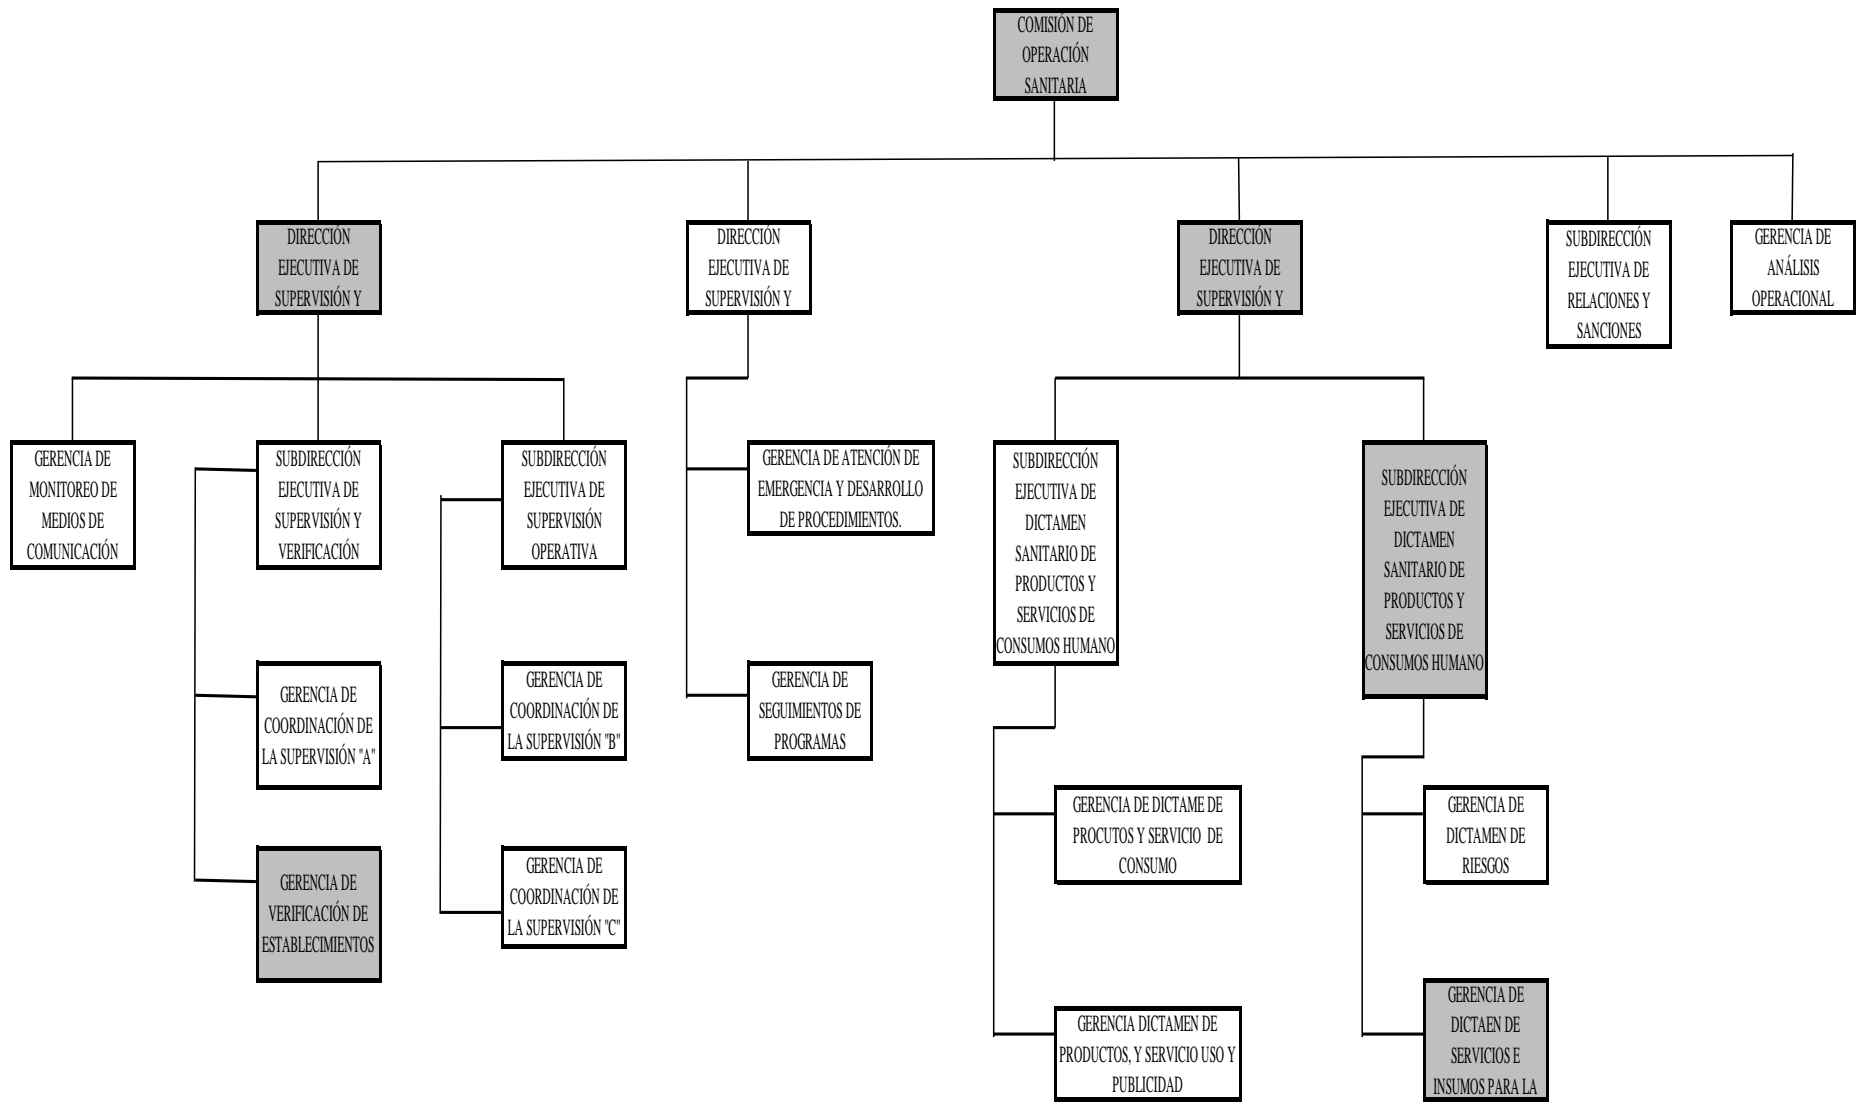 COMISIÓN DE
OPERACIÓN
SANITARIA
DIRECCIÓN
EJECUTIVA DE
SUPERVISIÓN Y
DIRECCIÓN
EJECUTIVA DE
SUPERVISIÓN Y
DIRECCIÓN
EJECUTIVA DE
SUPERVISIÓN Y
SUBDIRECCIÓN
EJECUTIVA DE
RELACIONES Y
SANCIONES
GERENCIA DE
ANÁLISIS
OPERACIONAL
GERENCIA DE
MONITOREO DE
MEDIOS DE
COMUNICACIÓN
SUBDIRECCIÓN
EJECUTIVA DE
SUPERVISIÓN Y
VERIFICACIÓN
SUBDIRECCIÓN
EJECUTIVA DE
SUPERVISIÓN
OPERATIVA
GERENCIA DE ATENCIÓN DE
EMERGENCIA Y DESARROLLO
DE PROCEDIMIENTOS.
SUBDIRECCIÓN
EJECUTIVA DE
DICTAMEN
SANITARIO DE
PRODUCTOS Y
SERVICIOS DE
CONSUMOS HUMANO
SUBDIRECCIÓN
EJECUTIVA DE
DICTAMEN
SANITARIO DE
PRODUCTOS Y
SERVICIOS DE
CONSUMOS HUMANO
GERENCIA DE
COORDINACIÓN DE
LA SUPERVISIÓN "A"
GERENCIA DE
COORDINACIÓN DE
LA SUPERVISIÓN "B"
GERENCIA DE
SEGUIMIENTOS DE
PROGRAMAS
GERENCIA DE DICTAME DE
PROCUTOS Y SERVICIO DE
CONSUMO
GERENCIA DE
DICTAMEN DE
RIESGOS
GERENCIA DE
VERIFICACIÓN DE
ESTABLECIMIENTOS
GERENCIA DE
COORDINACIÓN DE
LA SUPERVISIÓN "C"
GERENCIA DICTAMEN DE
PRODUCTOS, Y SERVICIO USO Y
PUBLICIDAD
GERENCIA DE
DICTAEN DE
SERVICIOS E
INSUMOS PARA LA